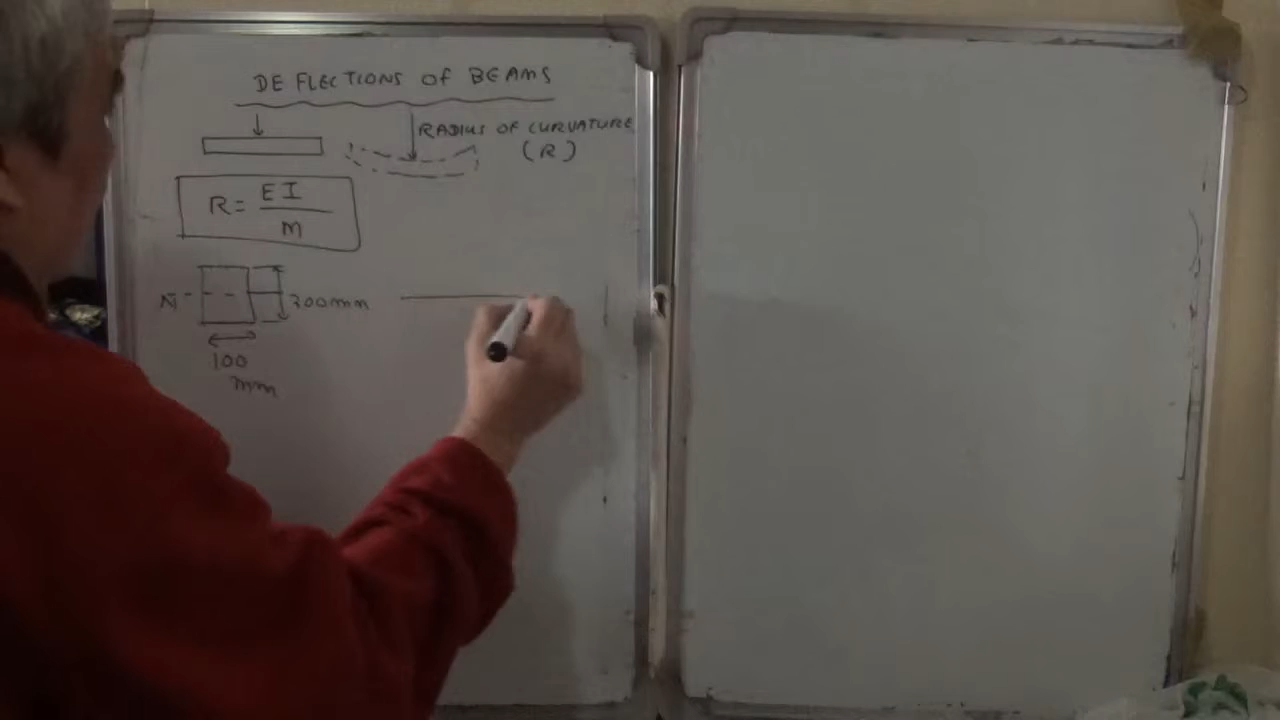 DEFLECTIONS OF BEAMS
RADIUS OF CURVATURE
(R)
R = EI
m
N
300mm
100
mm